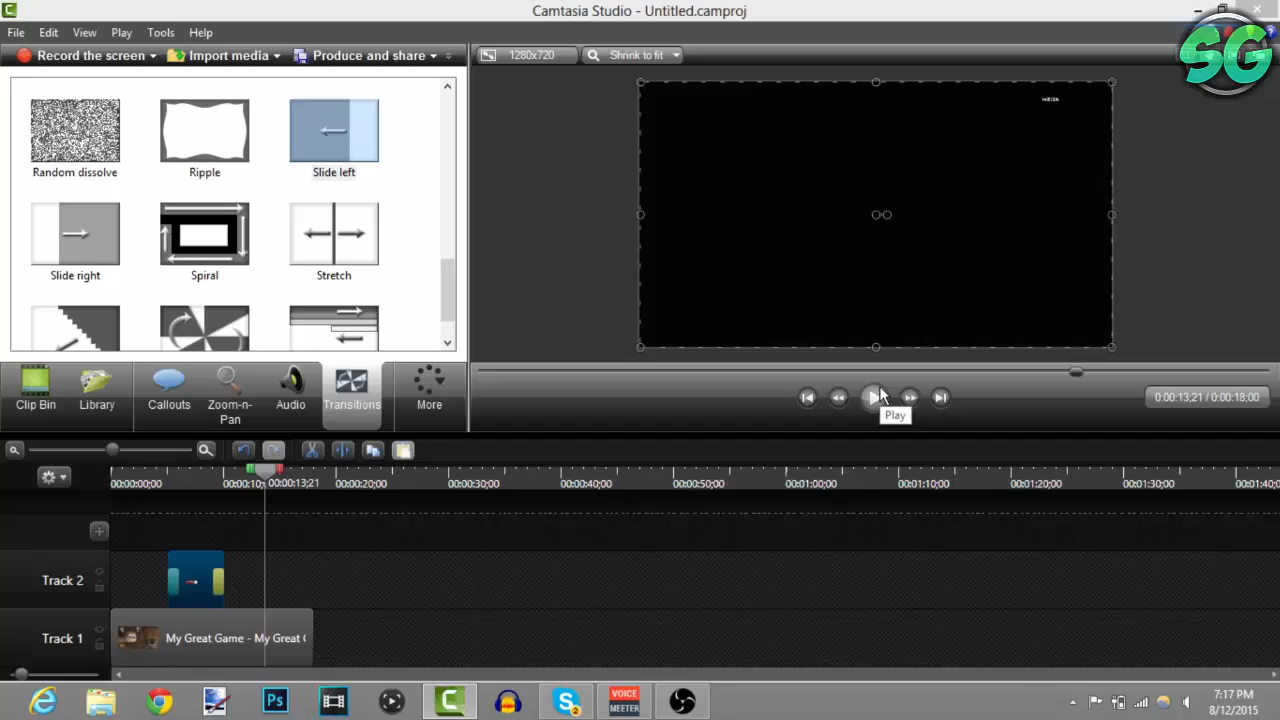 Camtasia Studio - Untitled.camproj
SG
File Edit View Play Tools Help
Record the screen Import media Produce and share
1280x720 Shrink to fit
Random dissolve Ripple Slide left
Slide right Spiral Stretch
Clip Bin Library Callouts Zoom-n-Pan Audio Transitions More
Play
0:00:13;21 / 0:00:18;00
00:00:00;00 00:00:10; 00:00:13;21 00:00:20;00 00:00:30;00 00:00:40;00 00:00:50;00 00:01:00;00 00:01:10;00 00:01:20;00 00:01:30;00 00:01:40;0
Track 2
Track 1 My Great Game - My Great
Ps 2 VOICE MEETER
7:17 PM
8/12/2015